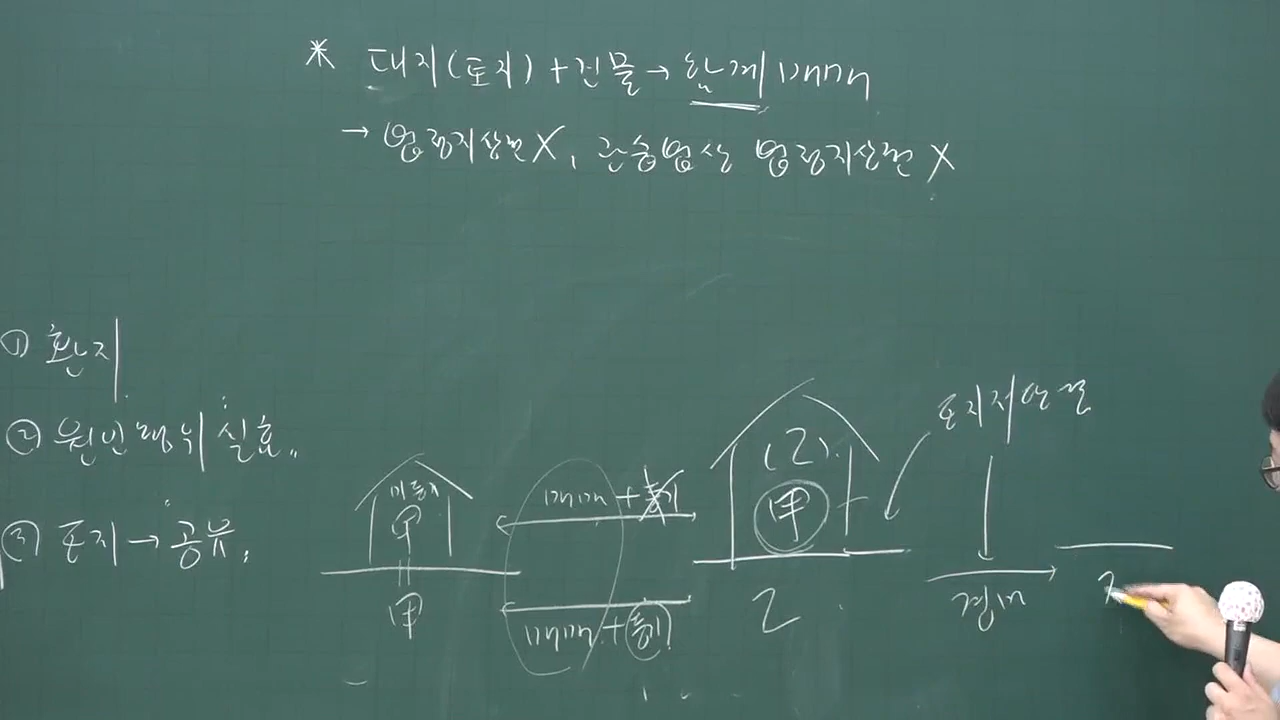 * 대지(토지)+건물→함께 매매
→ 법정지상권 X, 관습법상 법정지상권 X
① 환지
② 원인행위 실효
③ 토지→공유
토지저당권
미등기
甲
매매+등기
(乙)
甲
甲
매매+등기
乙
경매